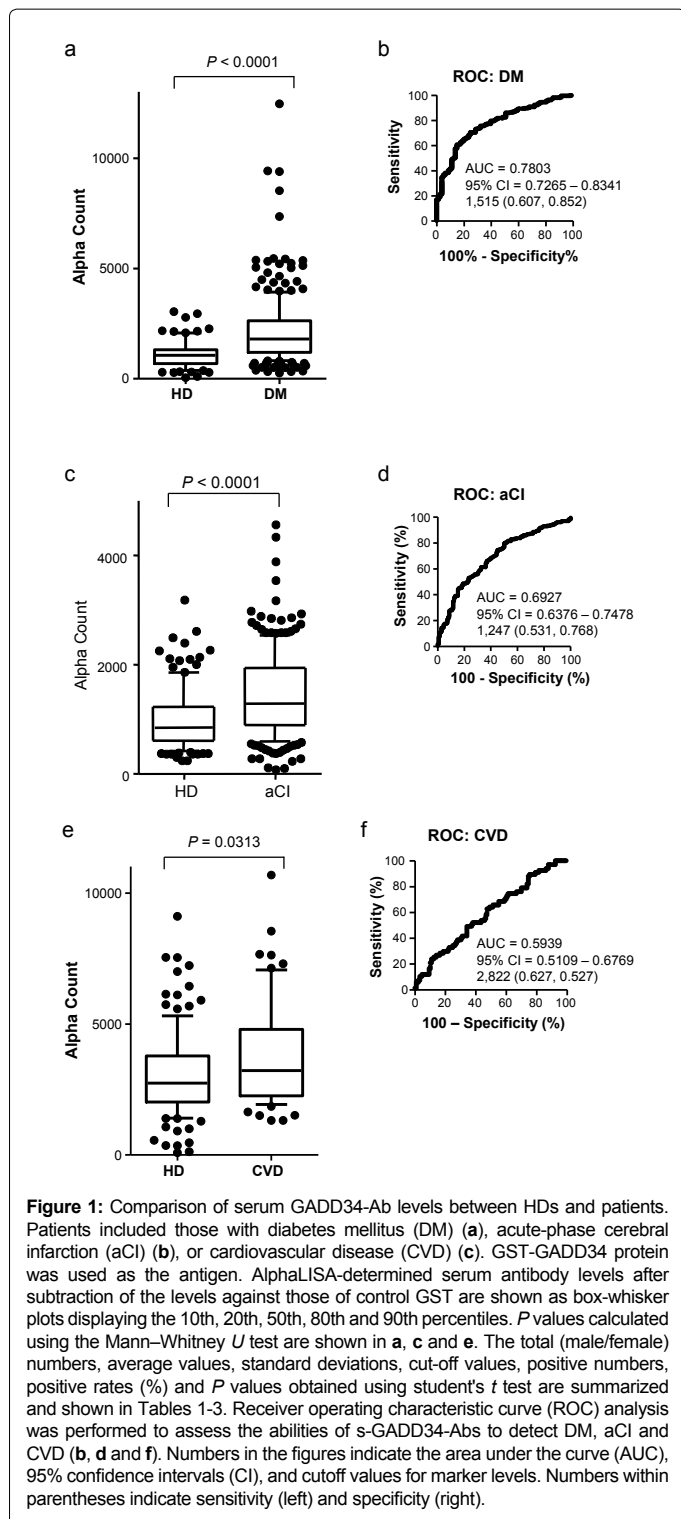 a
P < 0.0001
Alpha Count
10000
5000
0
HD
DM
b
ROC: DM
Sensitivity
100
80
60
40
20
0
AUC = 0.7803
95% CI = 0.7265 – 0.8341
1,515 (0.607, 0.852)
0 20 40 60 80 100
100% - Specificity%
c
P < 0.0001
Alpha Count
4000
2000
0
HD
aCI
d
ROC: aCI
Sensitivity (%)
100
80
60
40
20
0
AUC = 0.6927
95% CI = 0.6376 – 0.7478
1,247 (0.531, 0.768)
0 20 40 60 80 100
100 - Specificity (%)
e
P = 0.0313
Alpha Count
10000
5000
0
HD
CVD
f
ROC: CVD
Sensitivity (%)
100
80
60
40
20
0
AUC = 0.5939
95% CI = 0.5109 – 0.6769
2,822 (0.627, 0.527)
0 20 40 60 80 100
100 – Specificity (%)
Figure 1: Comparison of serum GADD34-Ab levels between HDs and patients.
Patients included those with diabetes mellitus (DM) (a), acute-phase cerebral
infarction (aCI) (b), or cardiovascular disease (CVD) (c). GST-GADD34 protein
was used as the antigen. AlphaLISA-determined serum antibody levels after
subtraction of the levels against those of control GST are shown as box-whisker
plots displaying the 10th, 20th, 50th, 80th and 90th percentiles. P values calculated
using the Mann–Whitney U test are shown in a, c and e. The total (male/female)
numbers, average values, standard deviations, cut-off values, positive numbers,
positive rates (%) and P values obtained using student's t test are summarized
and shown in Tables 1-3. Receiver operating characteristic curve (ROC) analysis
was performed to assess the abilities of s-GADD34-Abs to detect DM, aCI and
CVD (b, d and f). Numbers in the figures indicate the area under the curve (AUC),
95% confidence intervals (CI), and cutoff values for marker levels. Numbers within
parentheses indicate sensitivity (left) and specificity (right).